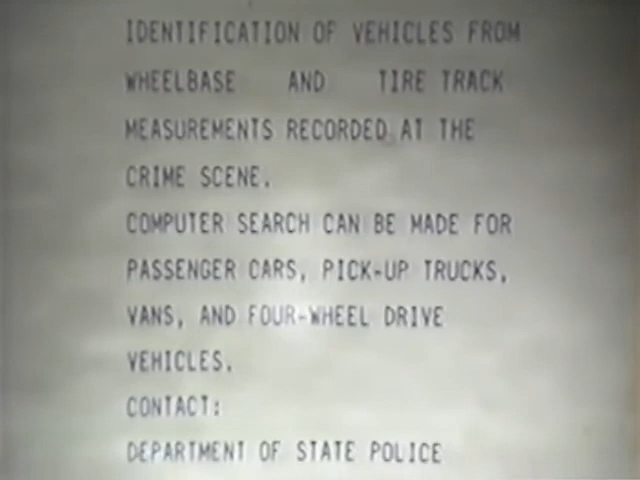 IDENTIFICATION OF VEHICLES FROM
WHEELBASE AND TIRE TRACK
MEASUREMENTS RECORDED AT THE
CRIME SCENE.
COMPUTER SEARCH CAN BE MADE FOR
PASSENGER CARS, PICK-UP TRUCKS,
VANS, AND FOUR-WHEEL DRIVE
VEHICLES.
CONTACT:
DEPARTMENT OF STATE POLICE